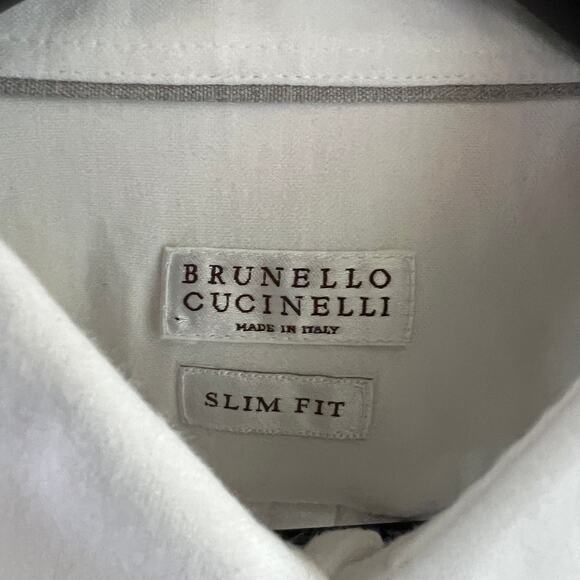 BRUNELLO
CUCINELLI
MADE IN ITALY
SLIM FIT